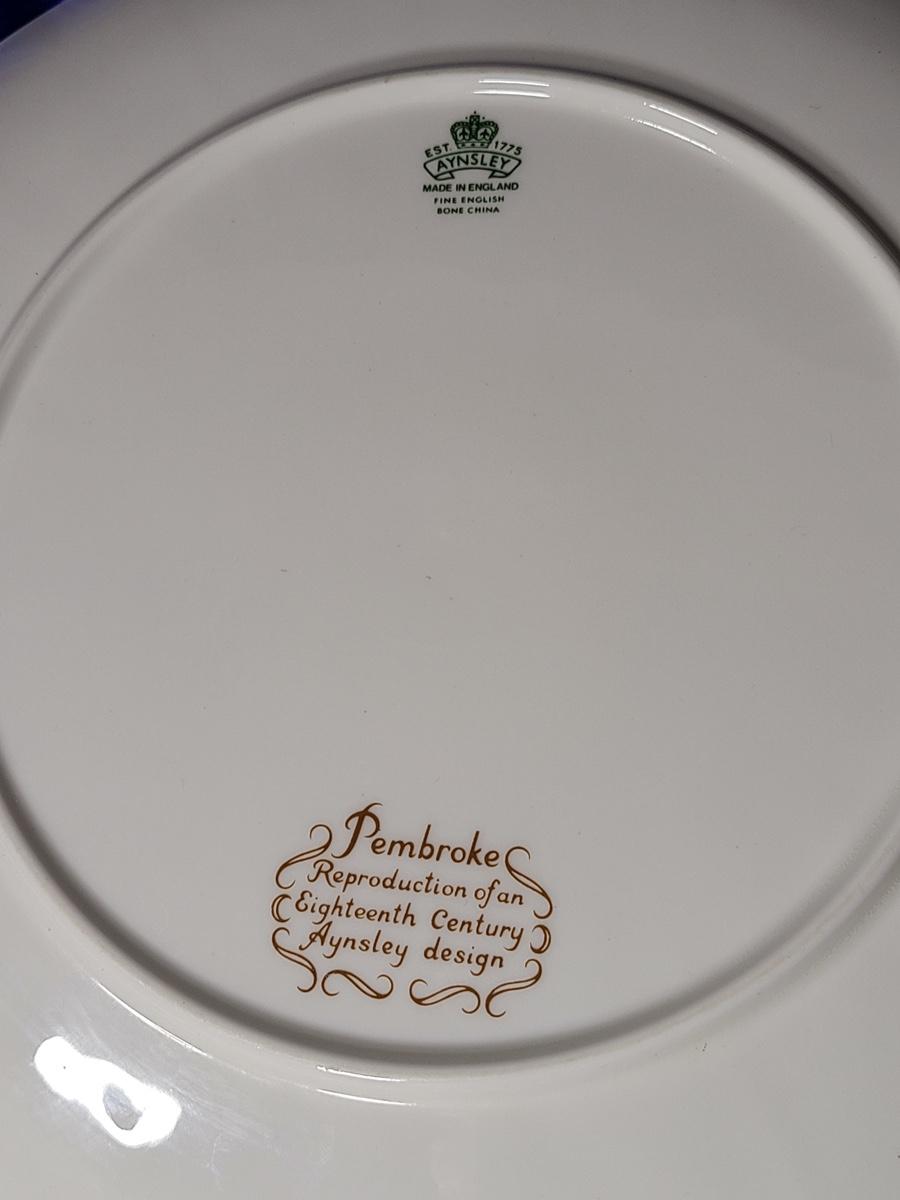 EST. 1775
AYNSLEY
MADE IN ENGLAND
FINE ENGLISH
BONE CHINA
Pembroke
Reproduction of an
Eighteenth Century
Aynsley design